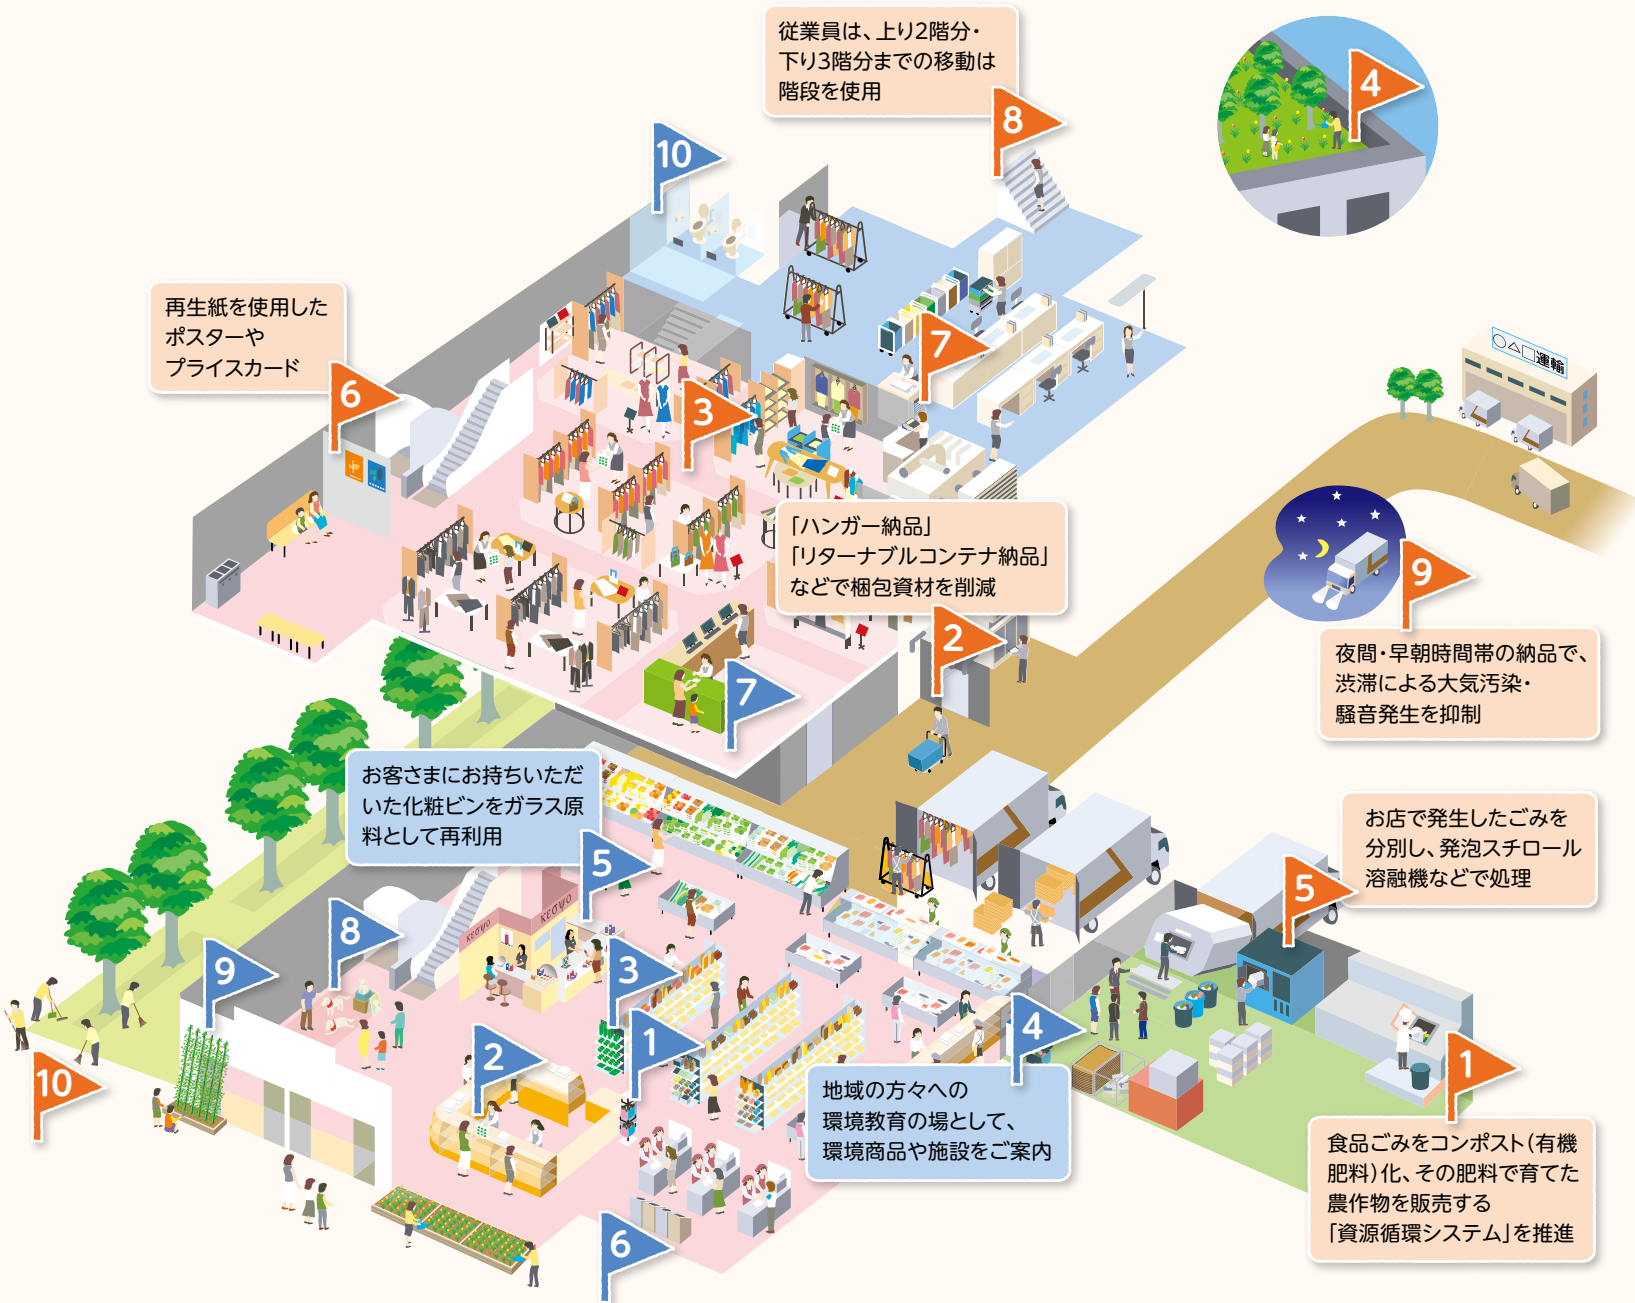 従業員は、上り2階分・
下り3階分までの移動は
階段を使用
8
4
10
再生紙を使用した
ポスターや
プライスカード
6
7
3
○△□運輸
「ハンガー納品」
「リターナブルコンテナ納品」
などで梱包資材を削減
2
9
夜間・早朝時間帯の納品で、
渋滞による大気汚染・
騒音発生を抑制
7
お客さまにお持ちいただ
いた化粧ビンをガラス原
料として再利用
5
お店で発生したごみを
分別し、発泡スチロール
溶融機などで処理
5
KEOYO
KEOYO
8
9
3
1
2
4
地域の方々への
環境教育の場として、
環境商品や施設をご案内
10
1
食品ごみをコンポスト(有機
肥料)化、その肥料で育てた
農作物を販売する
「資源循環システム」を推進
6